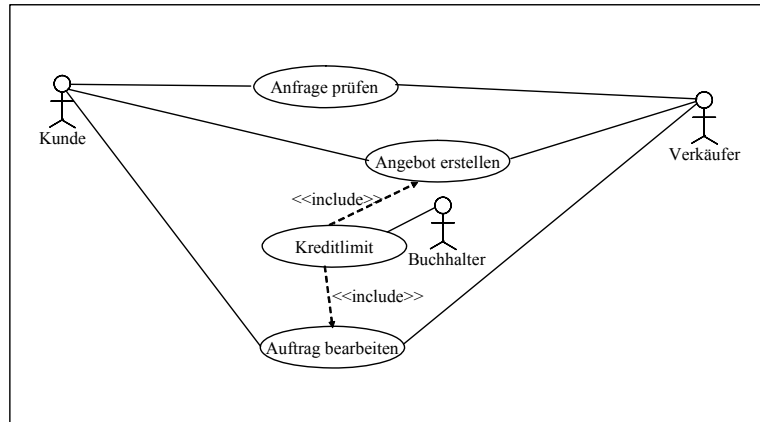 Anfrage prüfen
Kunde
Verkäufer
Angebot erstellen
<<include>>
Kreditlimit
Buchhalter
<<include>>
Auftrag bearbeiten